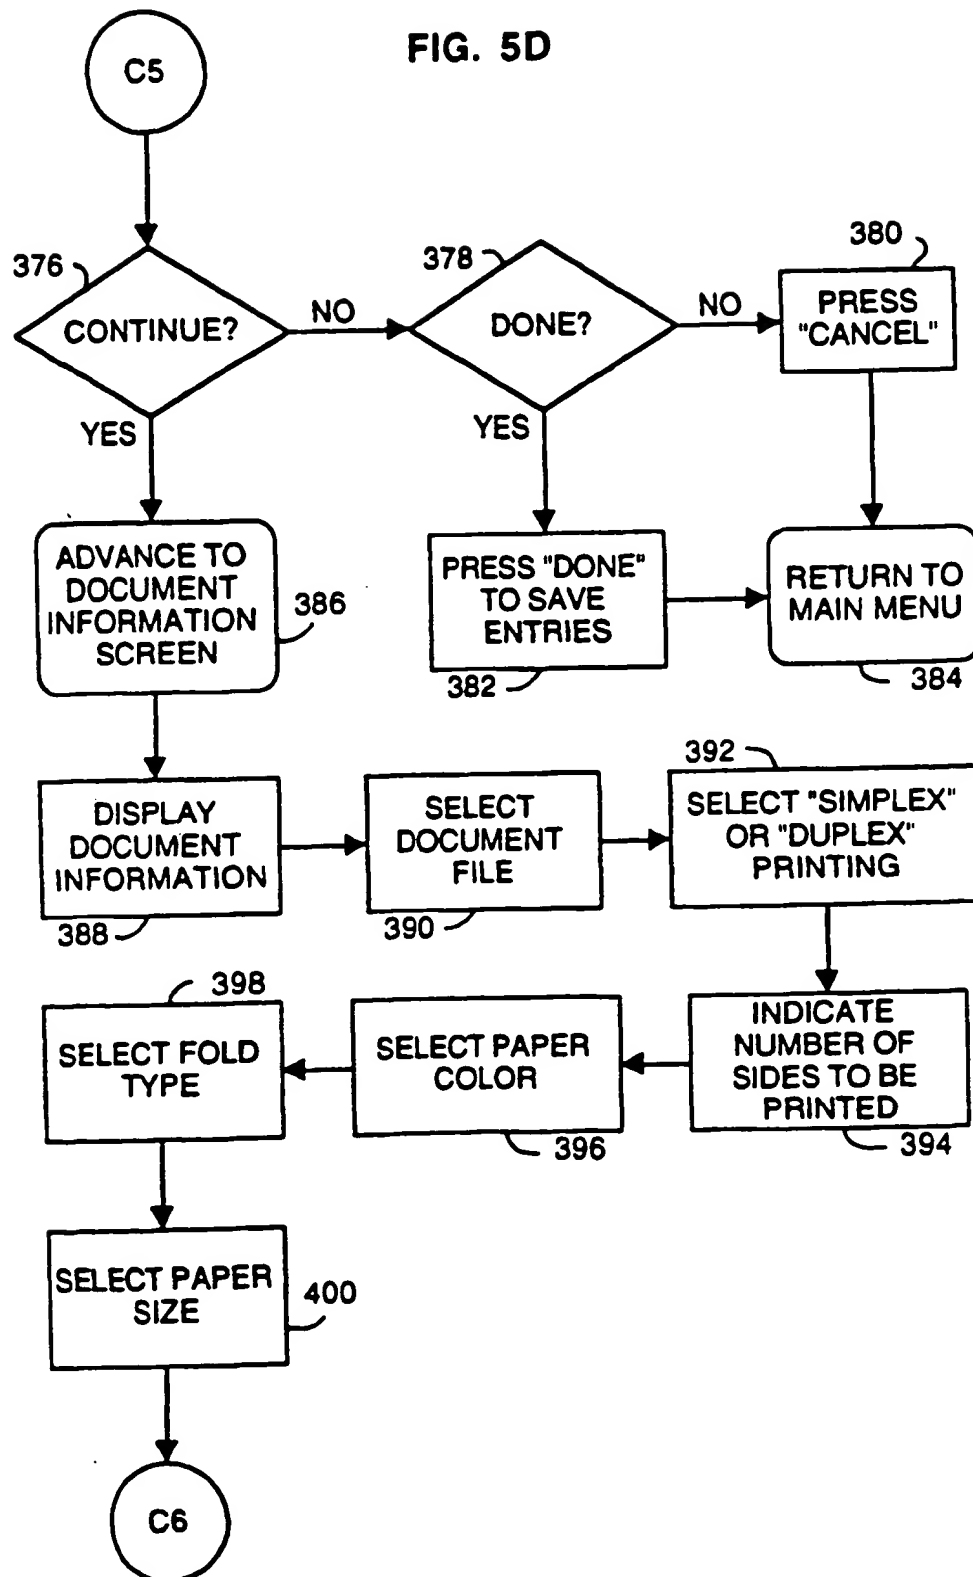 FIG. 5D
C5
376
CONTINUE?
NO
378
DONE?
NO
380
PRESS
"CANCEL"
YES
YES
ADVANCE TO
DOCUMENT
INFORMATION
SCREEN
386
PRESS "DONE"
TO SAVE
ENTRIES
382
RETURN TO
MAIN MENU
384
DISPLAY
DOCUMENT
INFORMATION
388
SELECT
DOCUMENT
FILE
390
392
SELECT "SIMPLEX"
OR "DUPLEX"
PRINTING
398
SELECT FOLD
TYPE
SELECT PAPER
COLOR
396
INDICATE
NUMBER OF
SIDES TO BE
PRINTED
394
SELECT PAPER
SIZE
400
C6